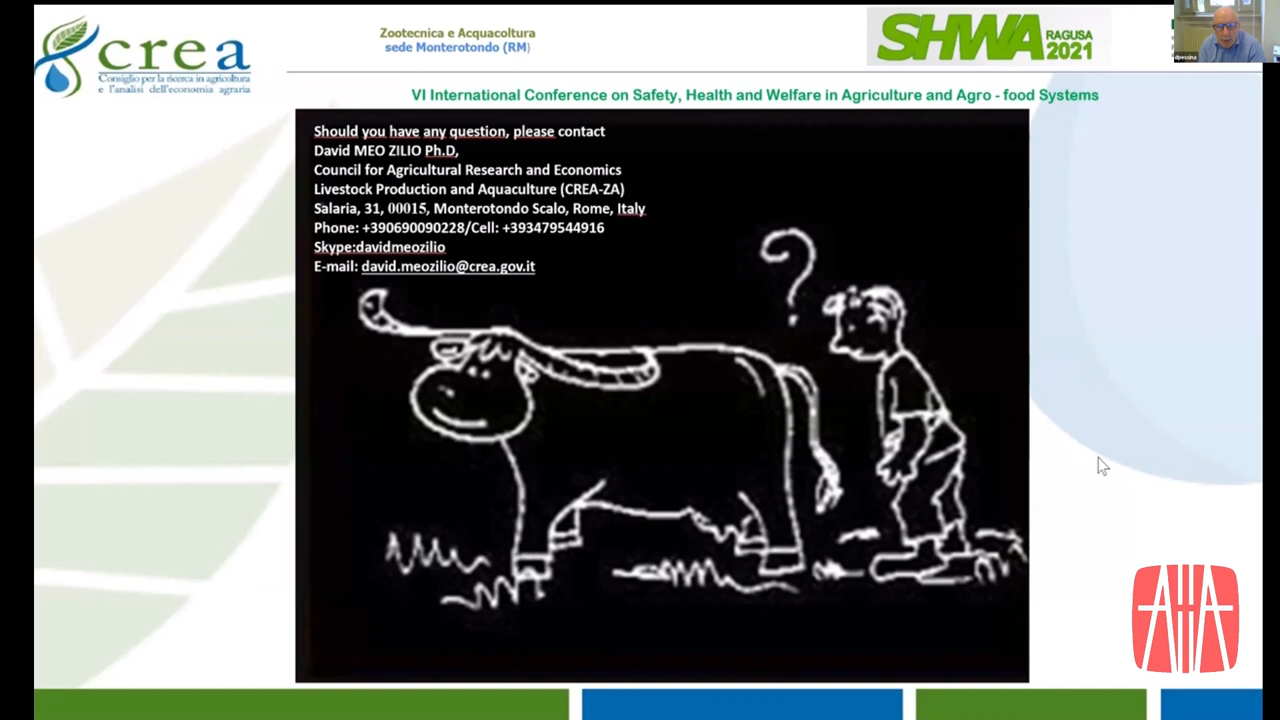 crea
Consiglio per la ricerca in agricoltura
e l'analisi dell'economia agraria
Zootecnica e Acquacoltura
sede Monterotondo (RM)
SHWA RAGUSA
2021
dpessina
VI International Conference on Safety, Health and Welfare in Agriculture and Agro - food Systems
Should you have any question, please contact
David MEO ZILIO Ph.D,
Council for Agricultural Research and Economics
Livestock Production and Aquaculture (CREA-ZA)
Salaria, 31, 00015, Monterotondo Scalo, Rome, Italy
Phone: +390690090228/Cell: +393479544916
Skype:davidmeozilio
E-mail: david.meozilio@crea.gov.it
?
AIIA